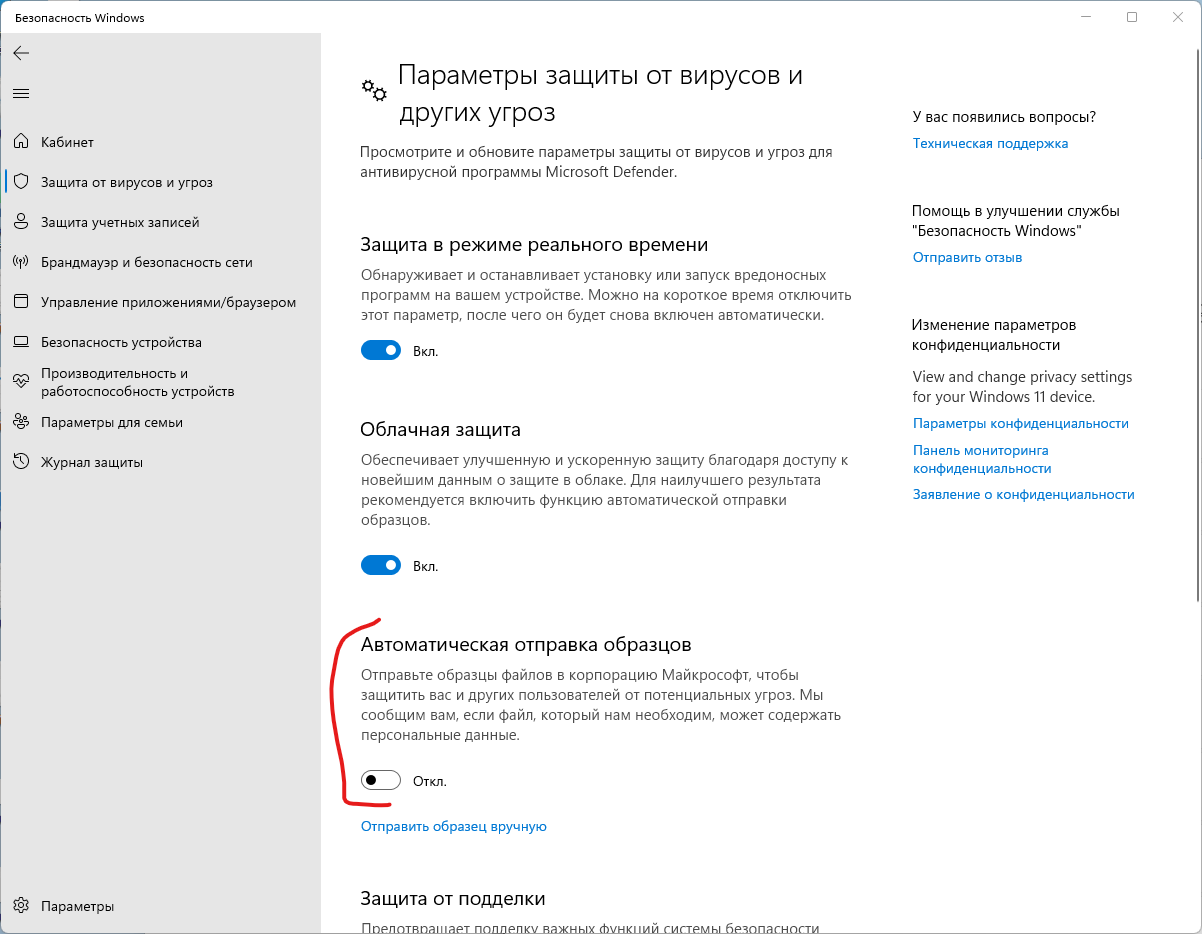 Безопасность Windows
Кабинет
Защита от вирусов и угроз
Защита учетных записей
Брандмауэр и безопасность сети
Управление приложениями/браузером
Безопасность устройства
Производительность и
работоспособность устройств
Параметры для семьи
Журнал защиты
Параметры
Параметры защиты от вирусов и
других угроз
Просмотрите и обновите параметры защиты от вирусов и угроз для
антивирусной программы Microsoft Defender.
Защита в режиме реального времени
Обнаруживает и останавливает установку или запуск вредоносных
программ на вашем устройстве. Можно на короткое время отключить
этот параметр, после чего он будет снова включен автоматически.
Вкл.
Облачная защита
Обеспечивает улучшенную и ускоренную защиту благодаря доступу к
новейшим данным о защите в облаке. Для наилучшего результата
рекомендуется включить функцию автоматической отправки
образцов.
Вкл.
Автоматическая отправка образцов
Отправьте образцы файлов в корпорацию Майкрософт, чтобы
защитить вас и других пользователей от потенциальных угроз. Мы
сообщим вам, если файл, который нам необходим, может содержать
персональные данные.
Откл.
Отправить образец вручную
Защита от подделки
Предотвращает подделку важных функций системы безопасности
У вас появились вопросы?
Техническая поддержка
Помощь в улучшении службы
"Безопасность Windows"
Отправить отзыв
Изменение параметров
конфиденциальности
View and change privacy settings
for your Windows 11 device.
Параметры конфиденциальности
Панель мониторинга
конфиденциальности
Заявление о конфиденциальности